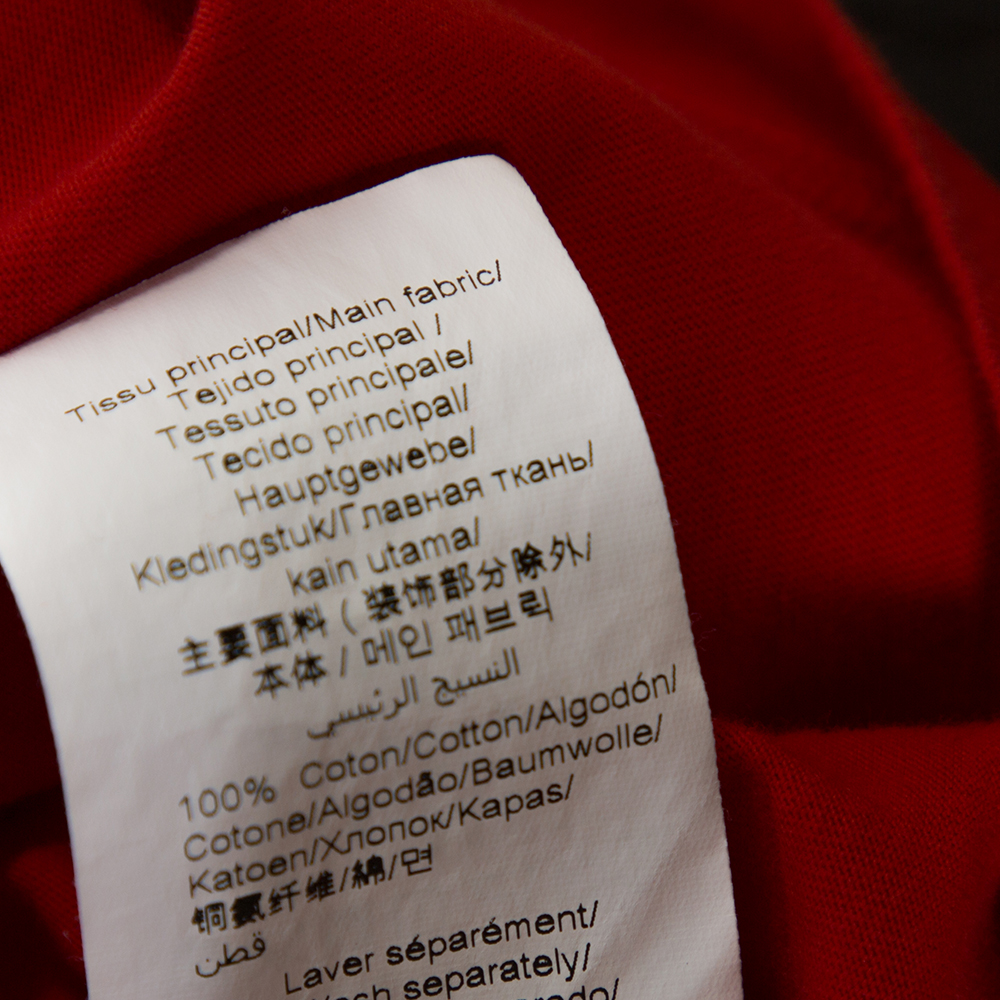 Tissu principal/Main fabric/
Tejido principal /
Tessuto principale/
Tecido principal/
Hauptgewebe/
Kledingstuk/Главная ткань/
kain utama/
主要面料 ( 装饰部分除外/
本体 / 메인 패브릭
النسيج الرئيسي
100% Coton/Cotton/Algodón/
Cotone/Algodão/Baumwolle/
Katoen/Хлопок/Kapas/
铜氨纤维/綿/면
قطن
Laver séparément/
Wash separately/